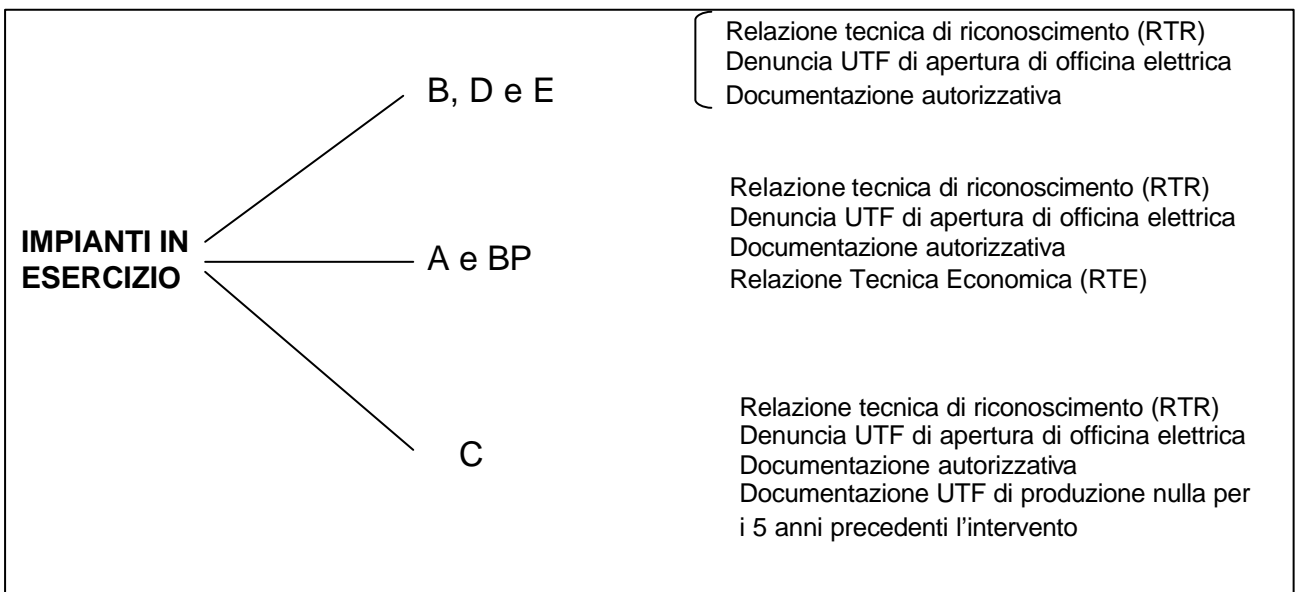 IMPIANTI IN
ESERCIZIO
B, D e E
Relazione tecnica di riconoscimento (RTR)
Denuncia UTF di apertura di officina elettrica
Documentazione autorizzativa
A e BP
Relazione tecnica di riconoscimento (RTR)
Denuncia UTF di apertura di officina elettrica
Documentazione autorizzativa
Relazione Tecnica Economica (RTE)
C
Relazione tecnica di riconoscimento (RTR)
Denuncia UTF di apertura di officina elettrica
Documentazione autorizzativa
Documentazione UTF di produzione nulla per
i 5 anni precedenti l'intervento